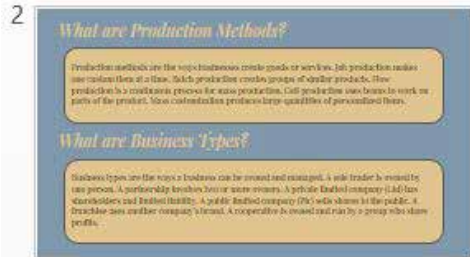 2
What are Production Methods?
Production methods are the ways businesses create goods or services. Job production makes
one custom item at a time. Batch production creates groups of similar products. Flow
production is a continuous process for mass production. Cell production uses teams to work on
parts of the product. Mass customization produces large quantities of personalized items.
What are Business Types?
Business types are the ways a business can be owned and managed. A sole trader is owned by
one person. A partnership involves two or more owners. A private limited company (Ltd) has
shareholders and limited liability. A public limited company (Plc) sells shares to the public. A
franchise uses another company's brand. A cooperative is owned and run by a group who share
profits.